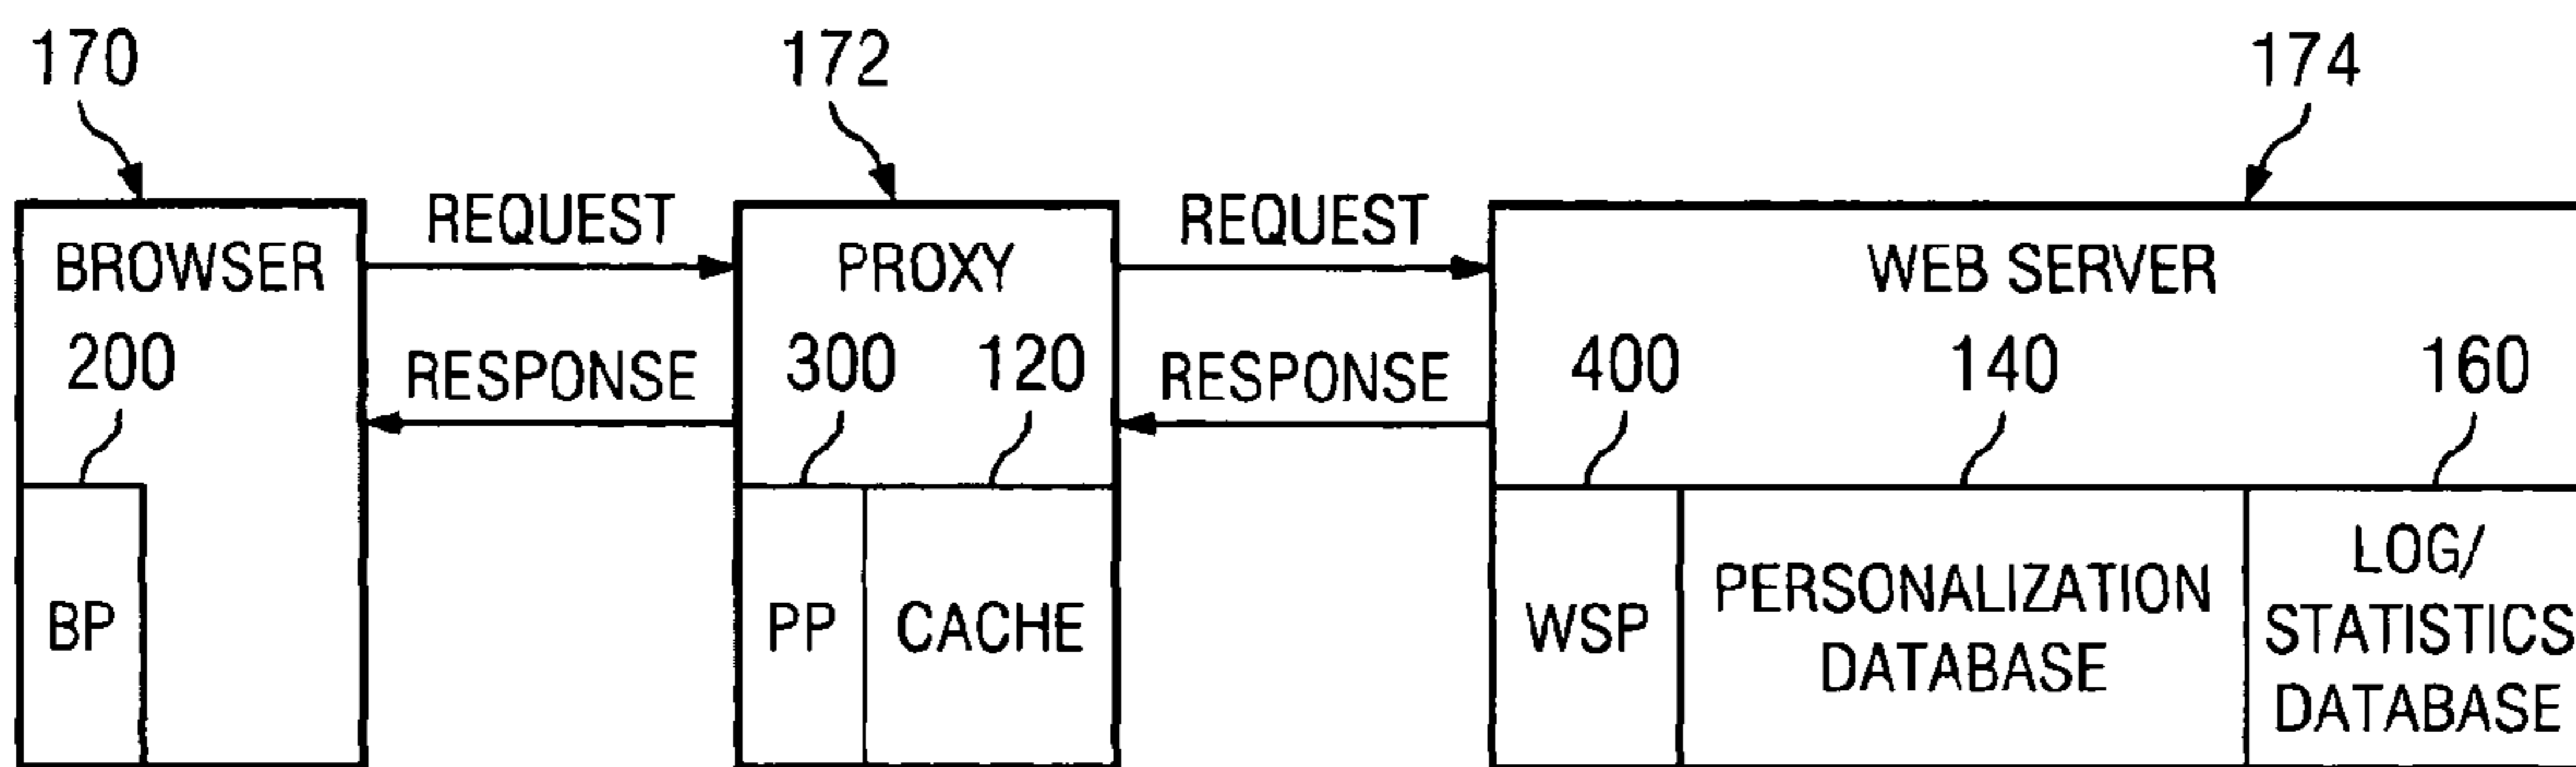 170
172
174
REQUEST
REQUEST
BROWSER
PROXY
WEB SERVER
200
RESPONSE
300
120
RESPONSE
400
140
160
BP
PP
CACHE
WSP
PERSONALIZATION
DATABASE
LOG/
STATISTICS
DATABASE